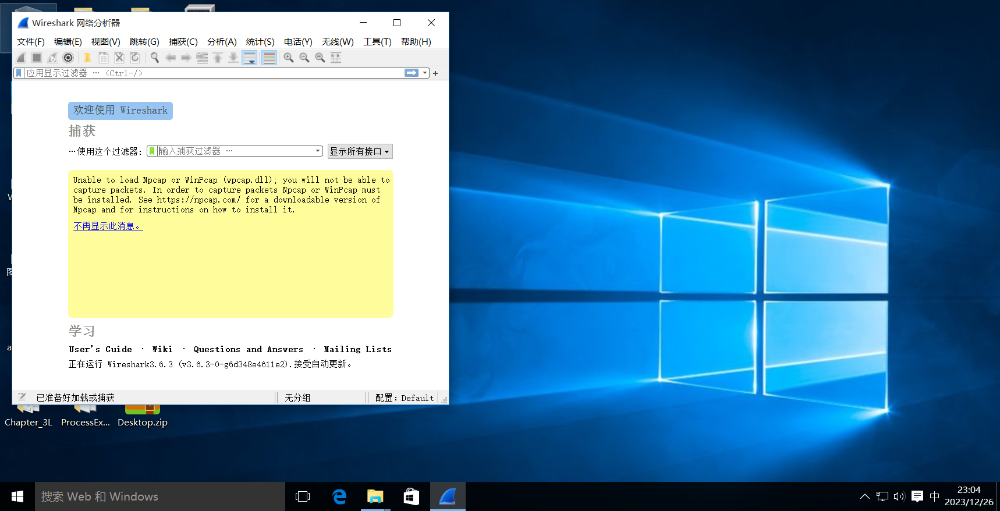 Wireshark 网络分析器
文件(F) 编辑(E) 视图(V) 跳转(G) 捕获(C) 分析(A) 统计(S) 电话(Y) 无线(W) 工具(T) 帮助(H)
应用显示过滤器 … <Ctrl-/>
欢迎使用 Wireshark
捕获
…使用这个过滤器: 输入捕获过滤器 … 显示所有接口
Unable to load Npcap or WinPcap (wpcap.dll); you will not be able to
capture packets. In order to capture packets Npcap or WinPcap must
be installed. See https://npcap.com/ for a downloadable version of
Npcap and for instructions on how to install it.
不再显示此消息。
学习
User's Guide · Wiki · Questions and Answers · Mailing Lists
正在运行 Wireshark3.6.3 (v3.6.3-0-g6d348e4611e2).接受自动更新。
已准备好加载或捕获 无分组 配置:Default
Chapter_3L ProcessEx... Desktop.zip
搜索 Web 和 Windows
中
23:04
2023/12/26